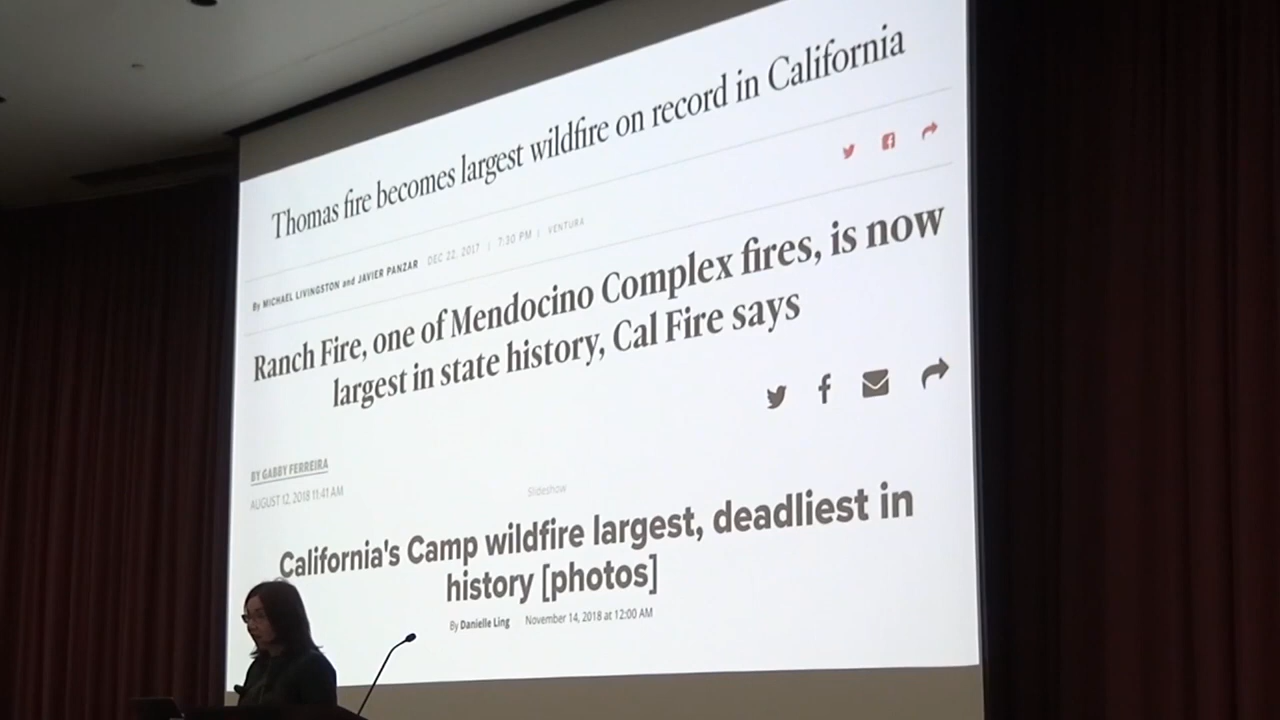 Thomas fire becomes largest wildfire on record in California
By MICHAEL LIVINGSTON and JAVIER PANZAR DEC 22, 2017 | 7:30 PM | VENTURA
Ranch Fire, one of Mendocino Complex fires, is now
largest in state history, Cal Fire says
BY GABBY FERREIRA
AUGUST 12, 2018 11:41 AM
Slideshow
California's Camp wildfire largest, deadliest in
history [photos]
By Danielle Ling November 14, 2018 at 12:00 AM